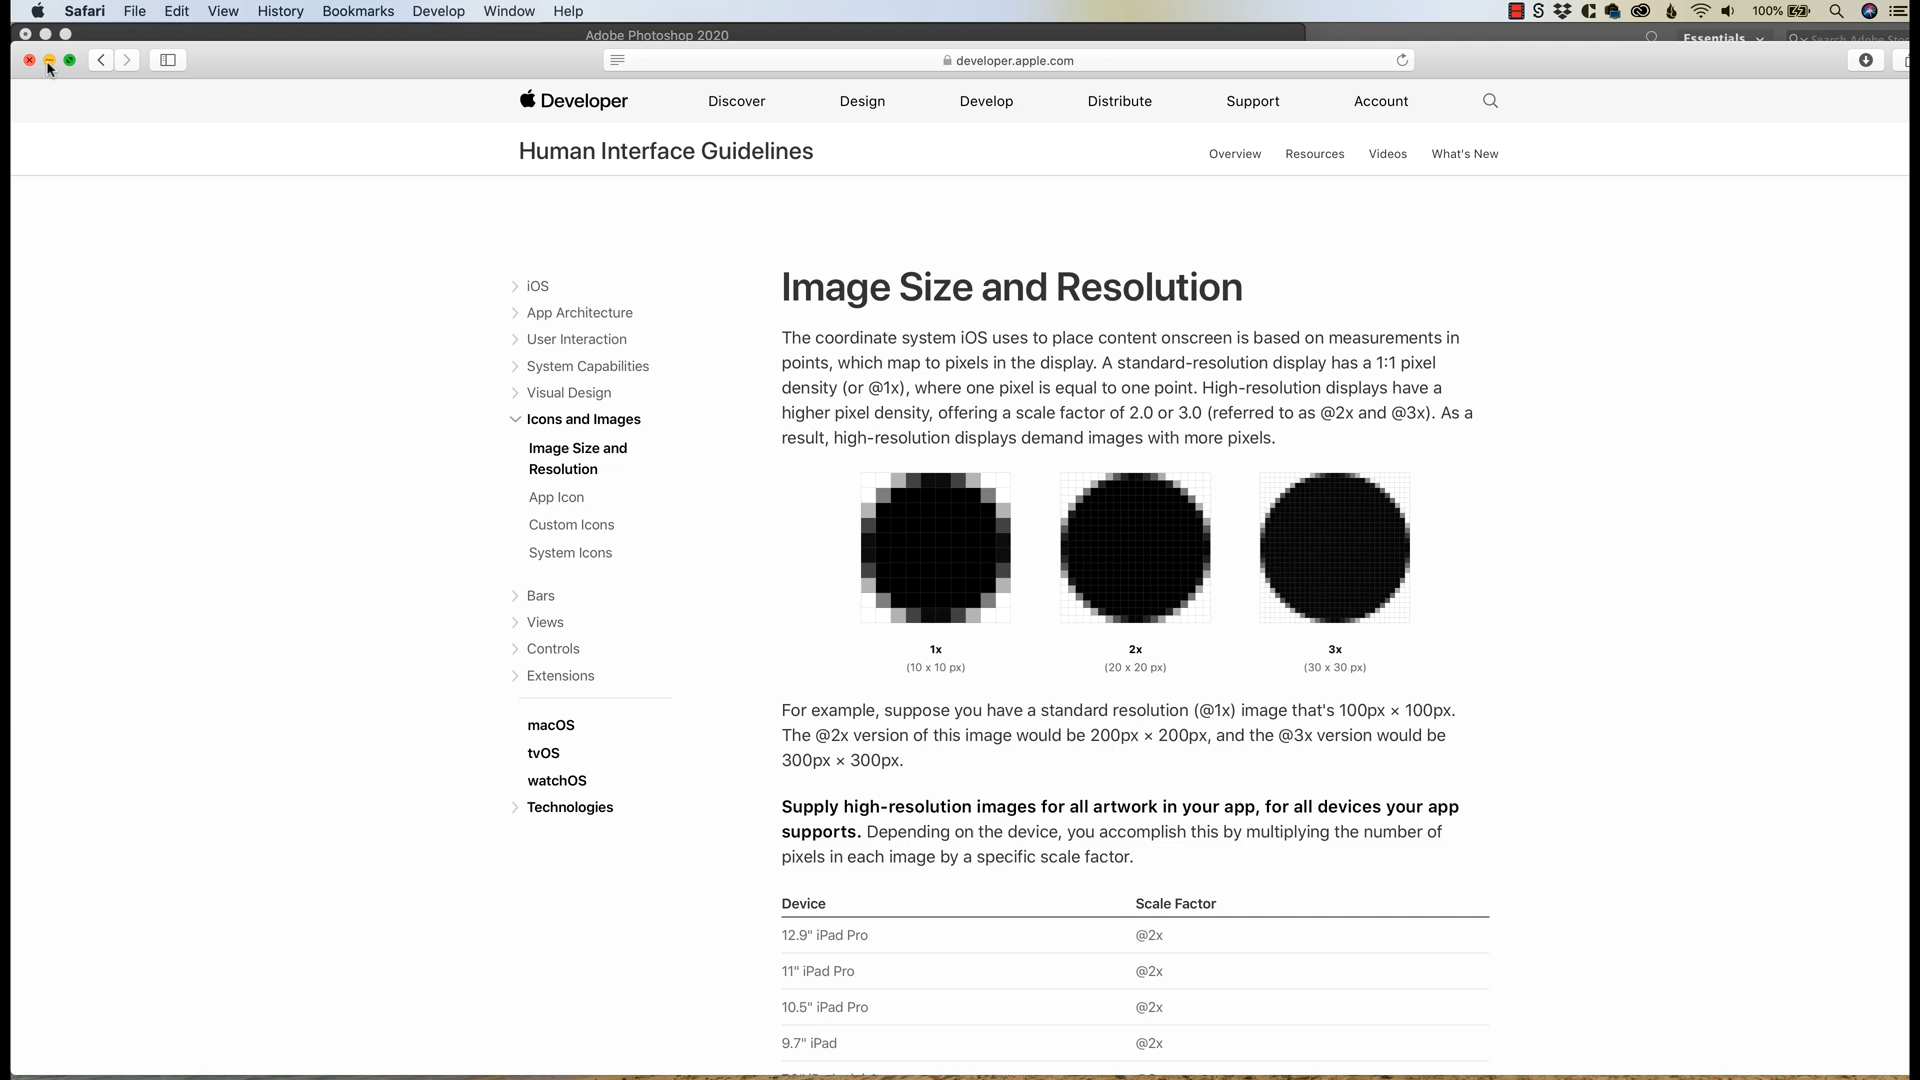 Safari File Edit View History Bookmarks Develop Window Help 100%
Adobe Photoshop 2020 Essentials
developer.apple.com
Developer Discover Design Develop Distribute Support Account
Human Interface Guidelines Overview Resources Videos What's New
iOS
App Architecture
User Interaction
System Capabilities
Visual Design
Icons and Images
Image Size and
Resolution
App Icon
Custom Icons
System Icons
Bars
Views
Controls
Extensions
macOS
tvOS
watchOS
Technologies
Image Size and Resolution
The coordinate system iOS uses to place content onscreen is based on measurements in
points, which map to pixels in the display. A standard-resolution display has a 1:1 pixel
density (or @1x), where one pixel is equal to one point. High-resolution displays have a
higher pixel density, offering a scale factor of 2.0 or 3.0 (referred to as @2x and @3x). As a
result, high-resolution displays demand images with more pixels.
1x 2x 3x
(10 x 10 px) (20 x 20 px) (30 x 30 px)
For example, suppose you have a standard resolution (@1x) image that's 100px × 100px.
The @2x version of this image would be 200px × 200px, and the @3x version would be
300px × 300px.
Supply high-resolution images for all artwork in your app, for all devices your app
supports. Depending on the device, you accomplish this by multiplying the number of
pixels in each image by a specific scale factor.
Device Scale Factor
12.9" iPad Pro @2x
11" iPad Pro @2x
10.5" iPad Pro @2x
9.7" iPad @2x